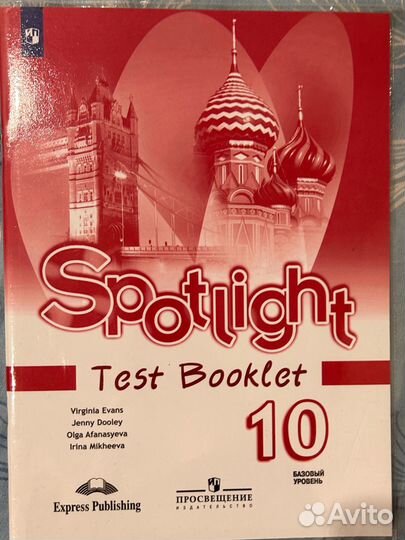 Spotlight
Test Booklet
Virginia Evans
Jenny Dooley
Olga Afanasyeva
Irina Mikheeva
10
БАЗОВЫЙ
УРОВЕНЬ
Express Publishing
ПРОСВЕЩЕНИЕ
ИЗДАТЕЛЬСТВО
Avito